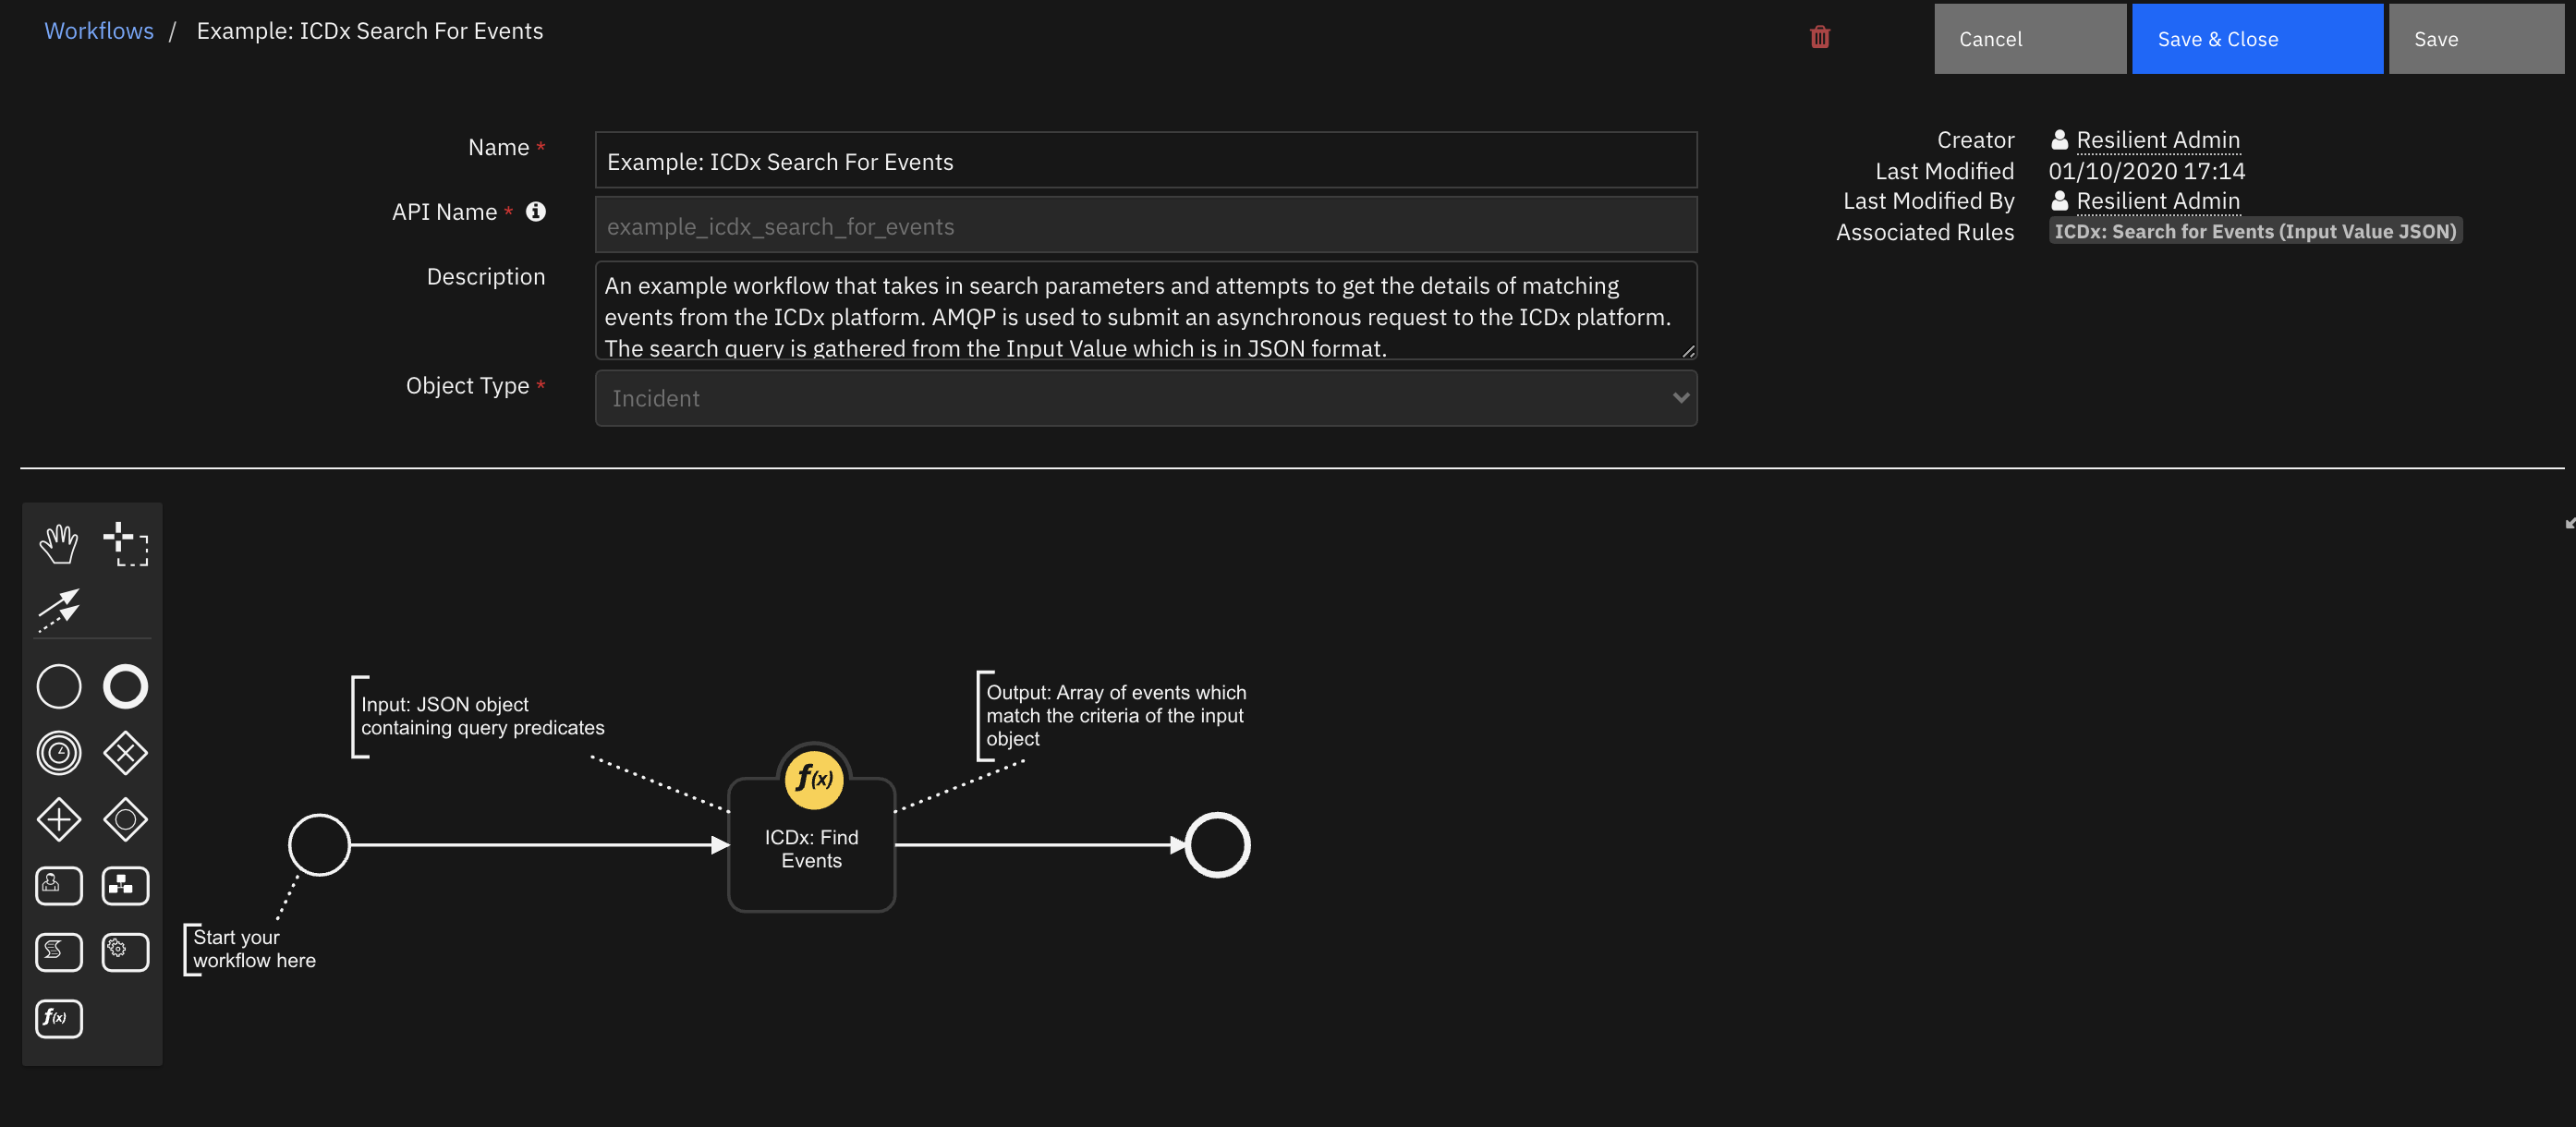 Workflows / Example: ICDx Search For Events
Cancel
Save & Close
Save
Name *
Example: ICDx Search For Events
API Name *
example_icdx_search_for_events
Description
An example workflow that takes in search parameters and attempts to get the details of matching
events from the ICDx platform. AMQP is used to submit an asynchronous request to the ICDx platform.
The search query is gathered from the Input Value which is in JSON format.
Object Type *
Incident
Creator Resilient Admin
Last Modified 01/10/2020 17:14
Last Modified By Resilient Admin
Associated Rules ICDx: Search for Events (Input Value JSON)
Input: JSON object
containing query predicates
Output: Array of events which
match the criteria of the input
object
f(x)
ICDx: Find
Events
Start your
workflow here
f(x)